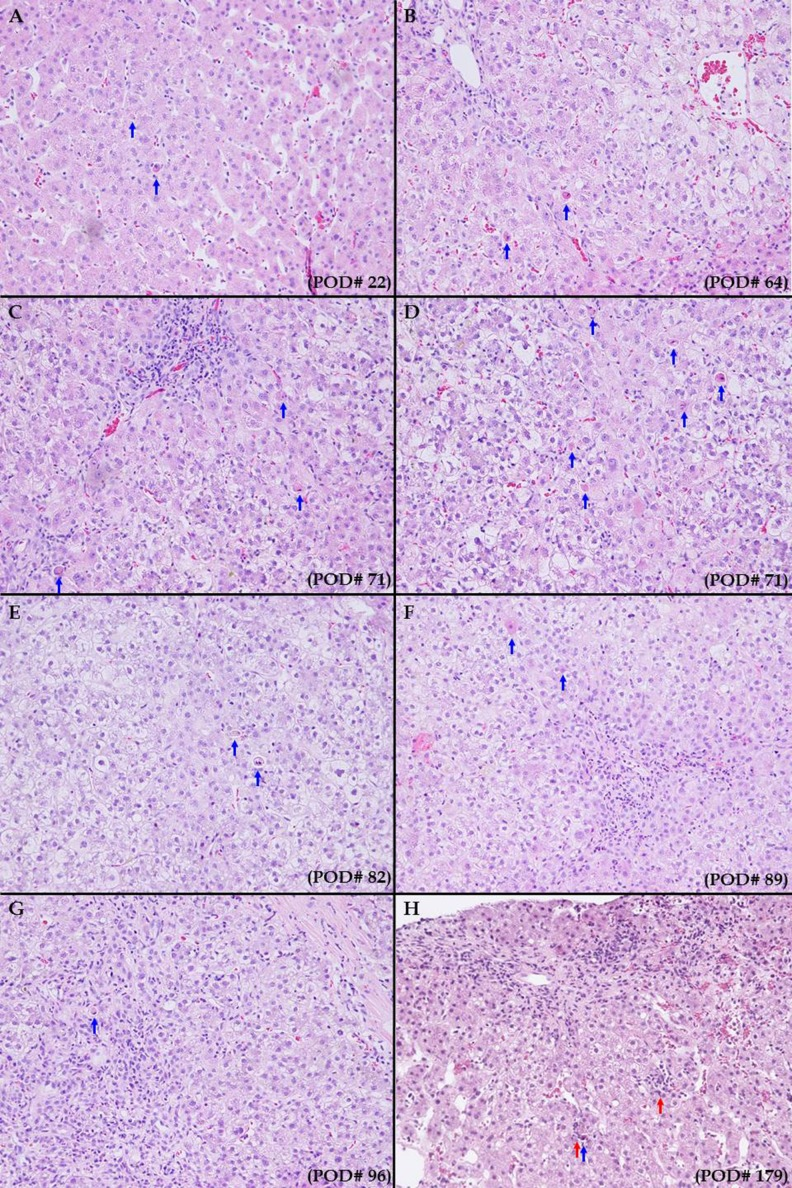 A
(POD# 22)
B
(POD# 64)
C
(POD# 71)
D
(POD# 71)
E
(POD# 82)
F
(POD# 89)
G
(POD# 96)
H
(POD# 179)